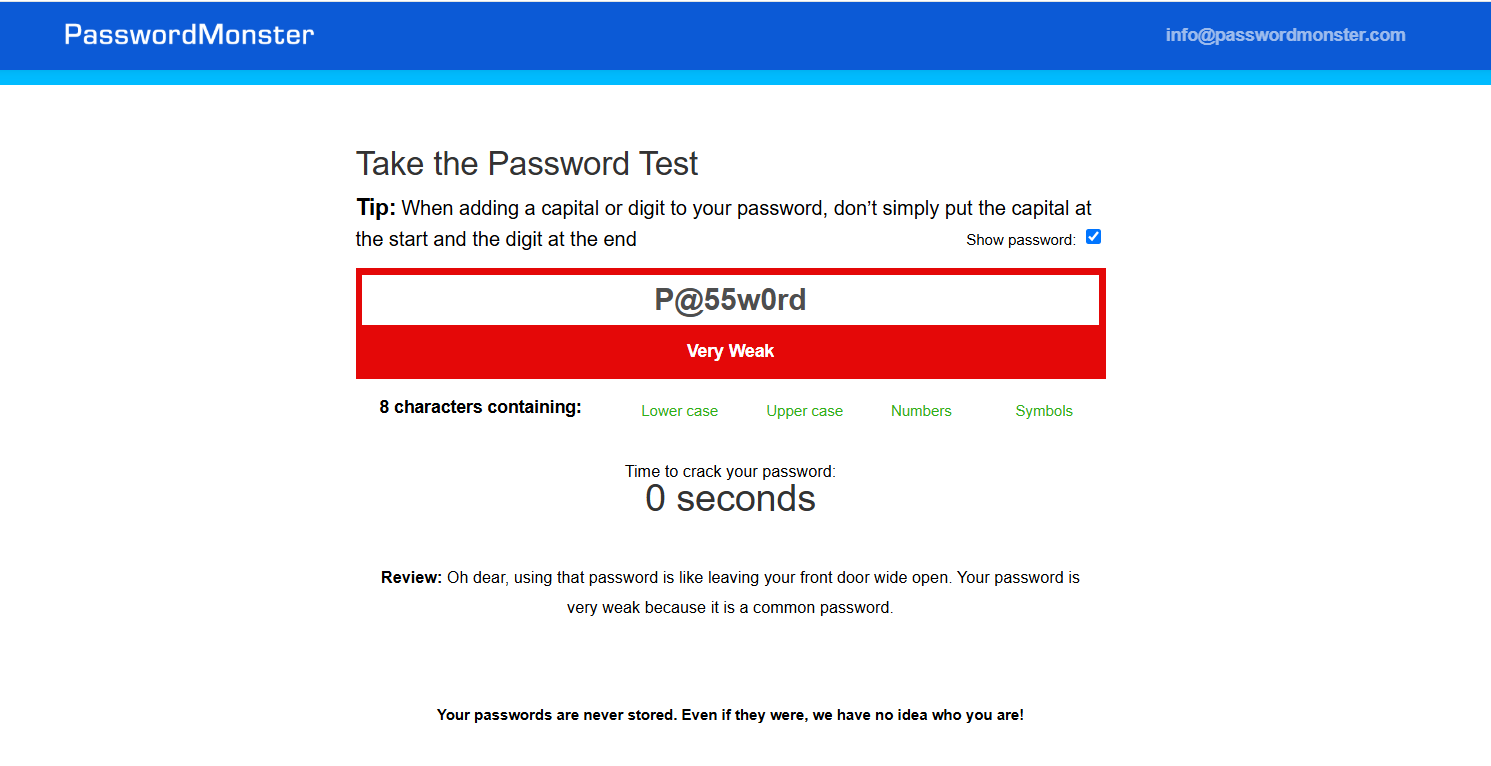 PasswordMonster
info@passwordmonster.com
Take the Password Test
Tip: When adding a capital or digit to your password, don’t simply put the capital at
the start and the digit at the end
Show password:
P@55w0rd
Very Weak
8 characters containing:
Lower case
Upper case
Numbers
Symbols
Time to crack your password:
0 seconds
Review: Oh dear, using that password is like leaving your front door wide open. Your password is
very weak because it is a common password.
Your passwords are never stored. Even if they were, we have no idea who you are!